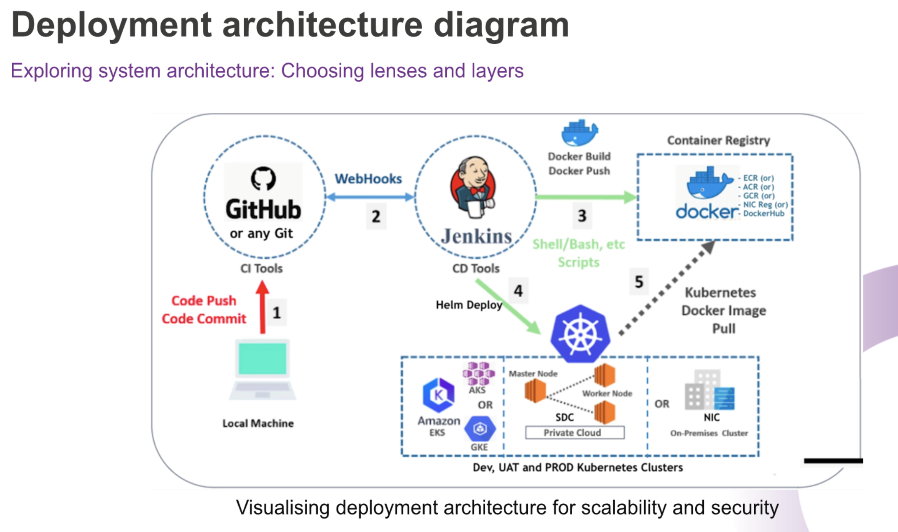 Deployment architecture diagram
Exploring system architecture: Choosing lenses and layers
GitHub
or any Git
CI Tools
WebHooks
2
Jenkins
CD Tools
Docker Build
Docker Push
3
Shell/Bash, etc
Scripts
Container Registry
docker
- ECR (or)
- ACR (or)
- GCR (or)
- NIC Reg (or)
- DockerHub
Code Push
Code Commit
1
Local Machine
4
Helm Deploy
5
Kubernetes
Docker Image
Pull
Amazon
EKS
AKS
OR
GKE
Master Node
Worker Node
SDC
Private Cloud
OR
NIC
On-Premises Cluster
Dev, UAT and PROD Kubernetes Clusters
Visualising deployment architecture for scalability and security